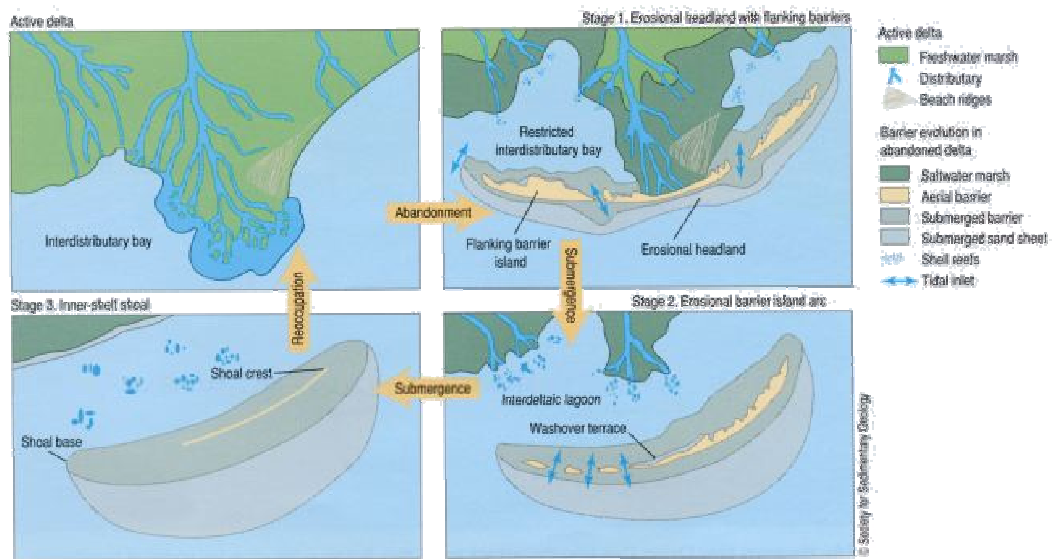 Active delta
Stage 1. Erosional headland with flanking barriers
Restricted
interdistributary bay
Interdistributary bay
Abandonment
Flanking barrier
island
Erosional headland
Submergence
Reoccupation
Stage 3. Inner-shelf shoal
Shoal crest
Shoal base
Submergence
Stage 2. Erosional barrier island arc
Interdeltaic lagoon
Washover terrace
Active delta
Freshwater marsh
Distributary
Beach ridges
Barrier evolution in
abandoned delta
Saltwater marsh
Aerial barrier
Submerged barrier
Submerged sand sheet
Shell reefs
Tidal inlet
© Society for Sedimentary Geology